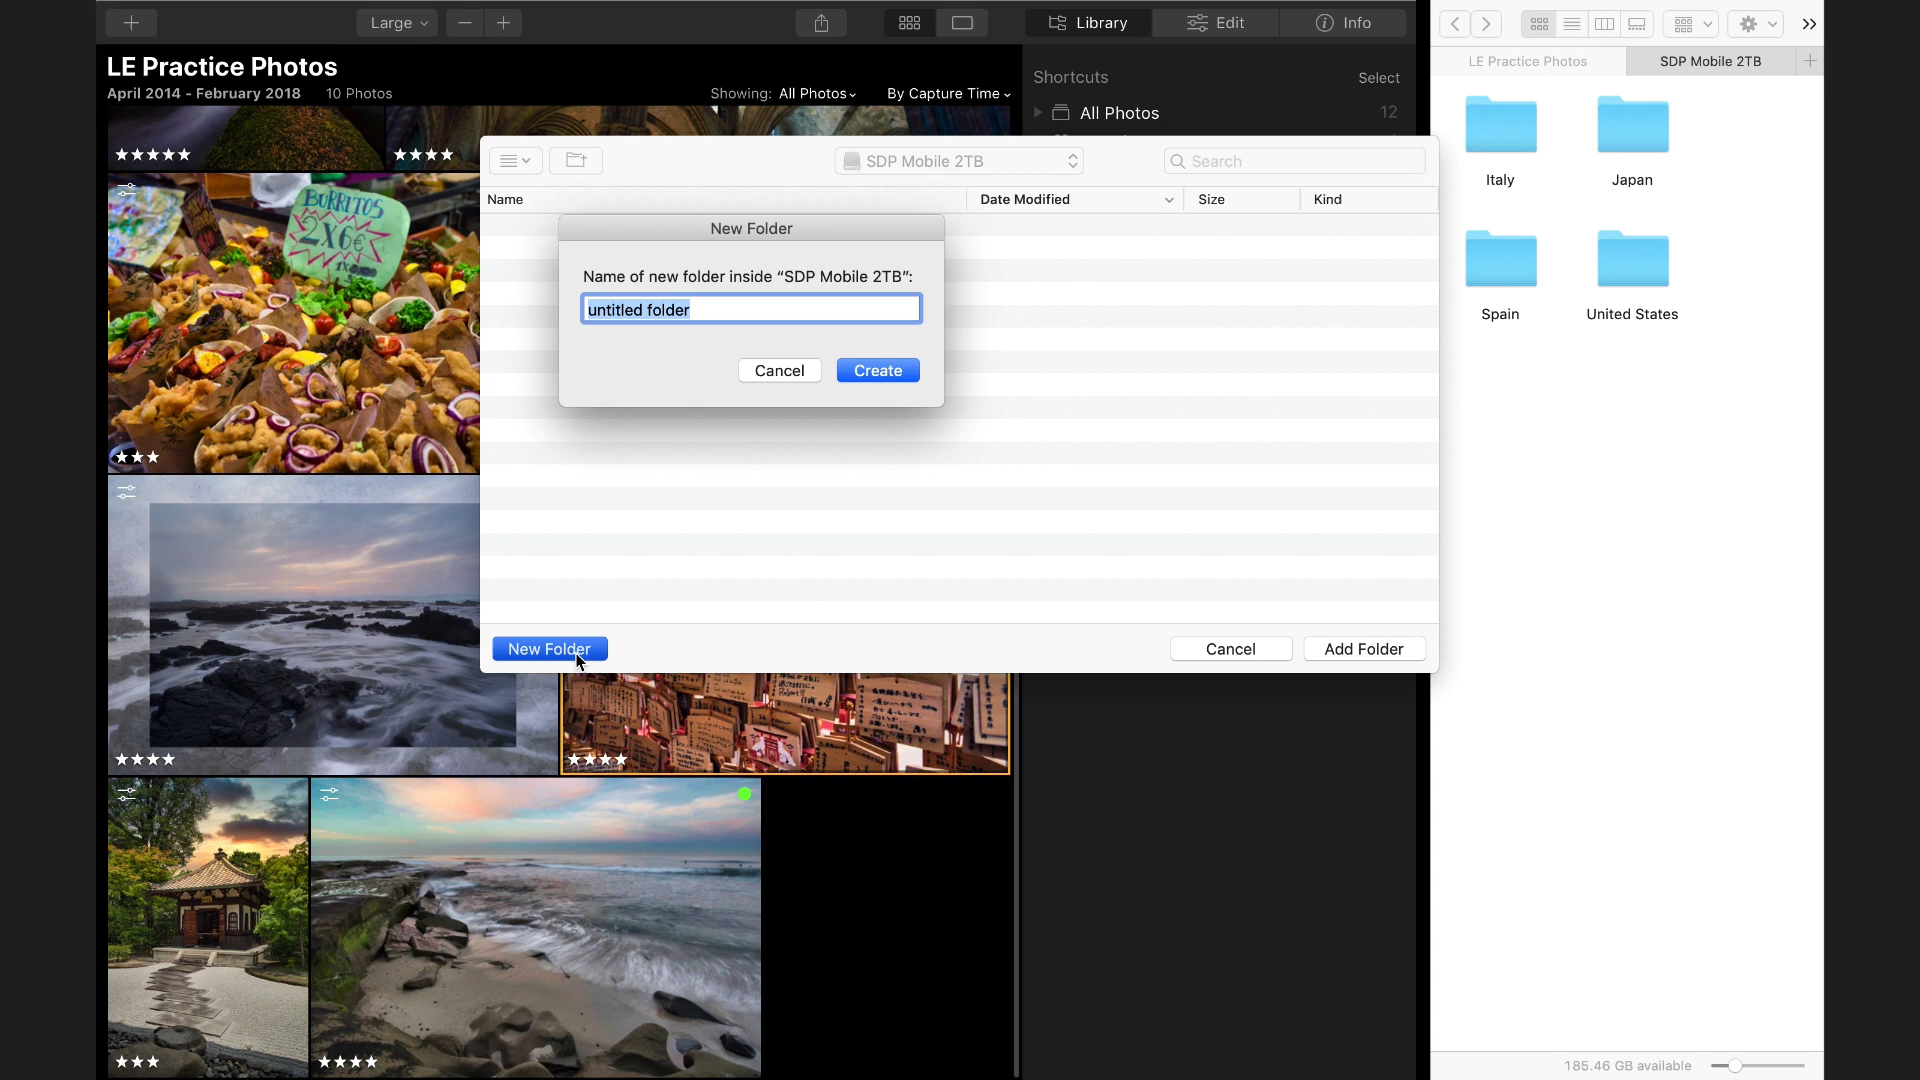 Large
Library
Edit
Info
LE Practice Photos
SDP Mobile 2TB
LE Practice Photos
April 2014 - February 2018
10 Photos
Showing: All Photos
By Capture Time
Shortcuts
Select
All Photos
12
SDP Mobile 2TB
Search
Name
Date Modified
Size
Kind
New Folder
Name of new folder inside “SDP Mobile 2TB”:
untitled folder
Cancel
Create
BURRITOS
2X6€
New Folder
Cancel
Add Folder
Italy
Japan
Spain
United States
185.46 GB available